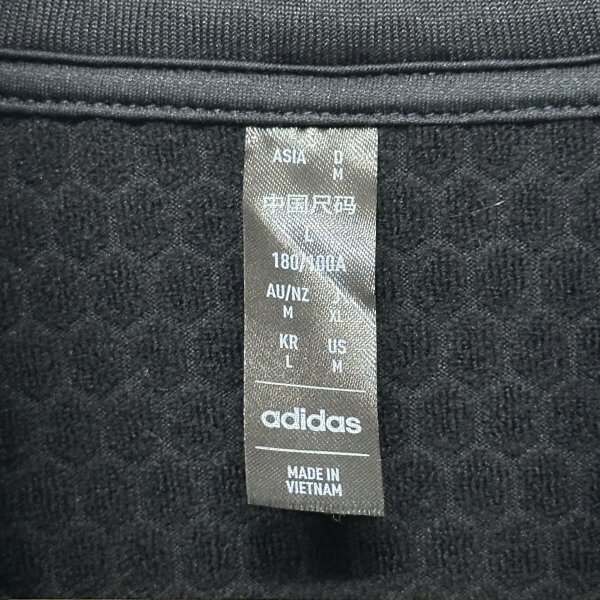 ASIA D
M
中国尺码
L
180/100A
AU/NZ J
M XL
KR US
L M
adidas
MADE IN
VIETNAM